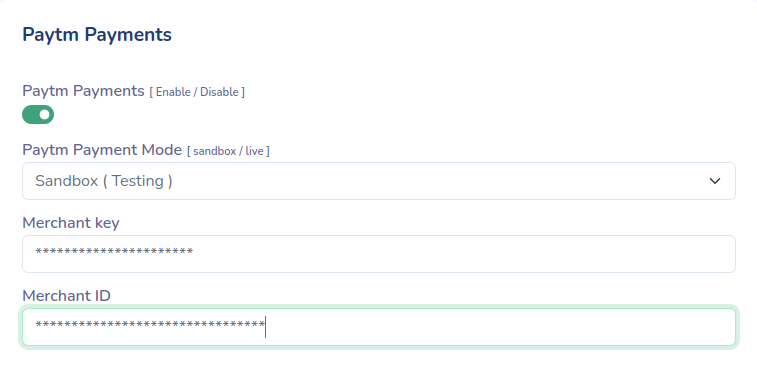 Paytm Payments
Paytm Payments [ Enable / Disable ]
Paytm Payment Mode [ sandbox / live ]
Sandbox ( Testing )
Merchant key
**********************
Merchant ID
********************************